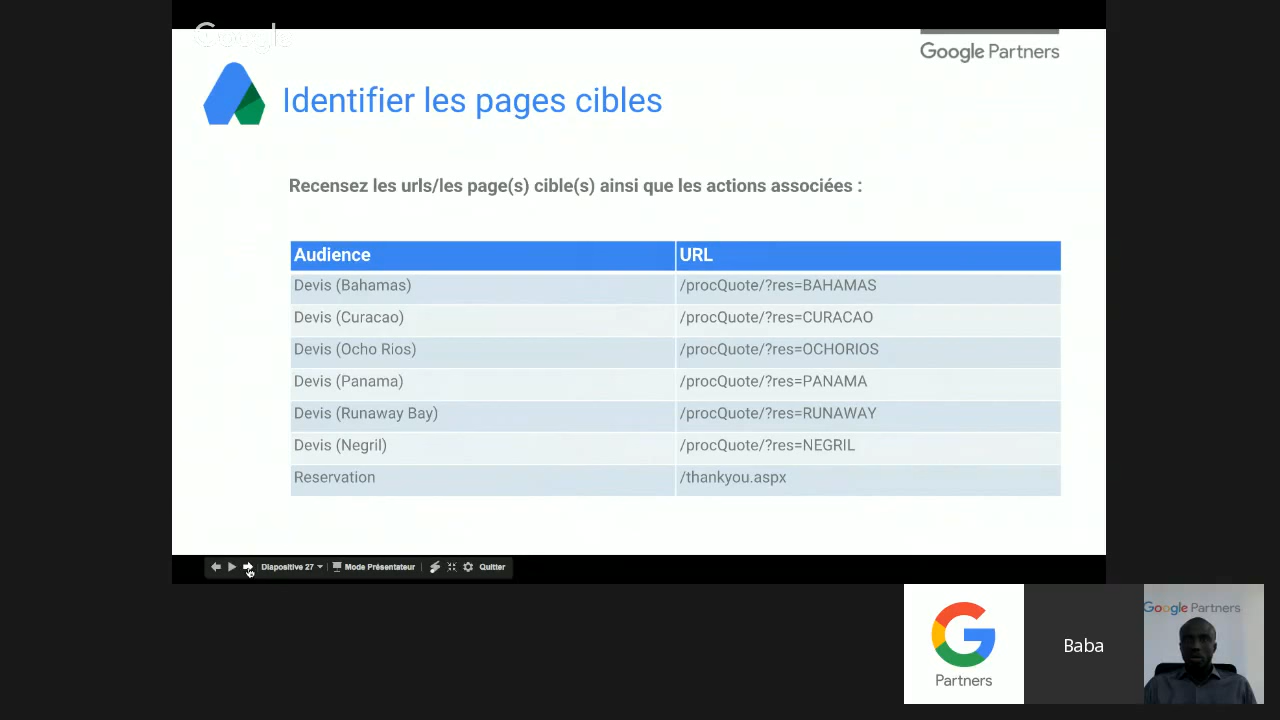 Google
Google Partners
Identifier les pages cibles
Recensez les urls/les page(s) cible(s) ainsi que les actions associées :
Audience URL
Devis (Bahamas) /procQuote/?res=BAHAMAS
Devis (Curacao) /procQuote/?res=CURACAO
Devis (Ocho Rios) /procQuote/?res=OCHORIOS
Devis (Panama) /procQuote/?res=PANAMA
Devis (Runaway Bay) /procQuote/?res=RUNAWAY
Devis (Negril) /procQuote/?res=NEGRIL
Reservation /thankyou.aspx
Diapositive 27 Mode Présentateur Quitter
Partners
Baba
Google Partners